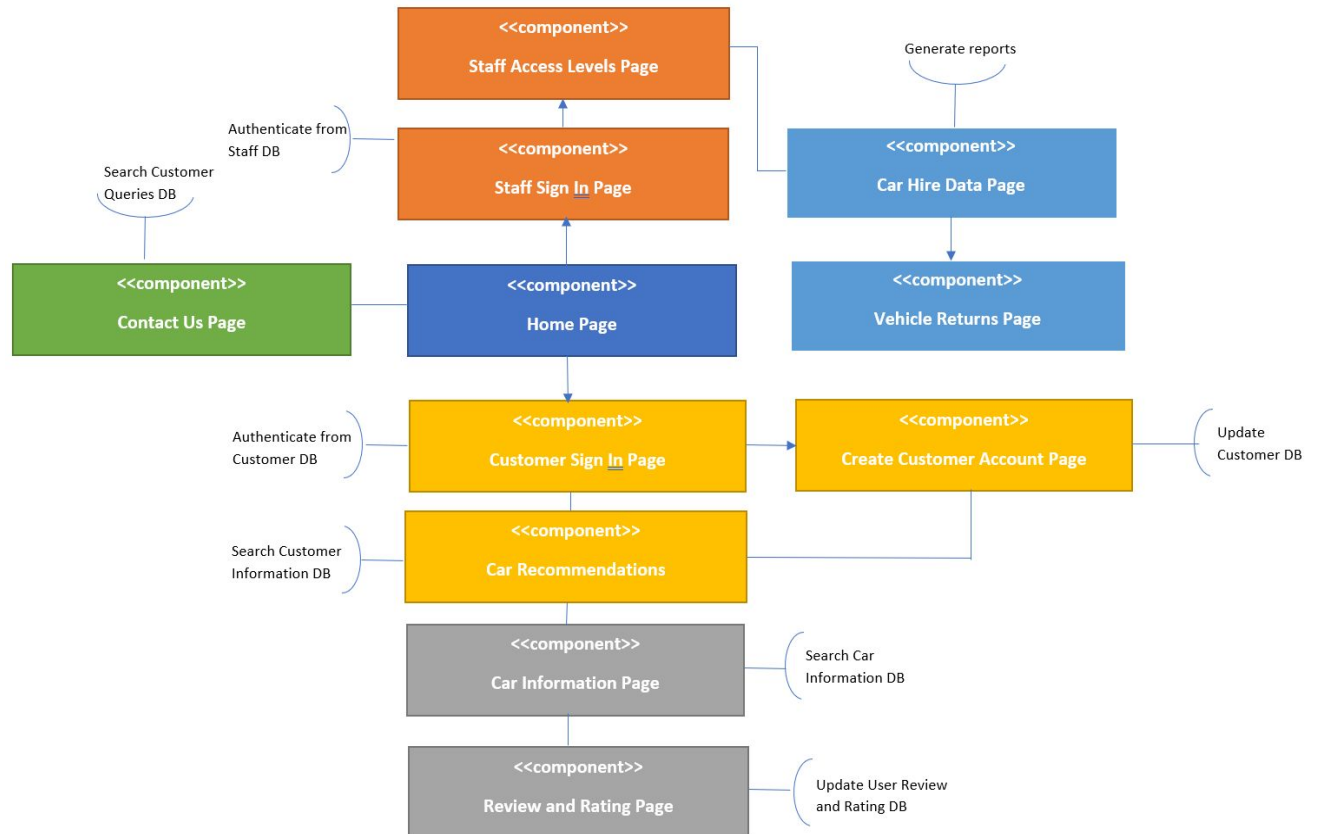 <<component>>
Staff Access Levels Page
Generate reports
Authenticate from
Staff DB
<<component>>
Staff Sign In Page
<<component>>
Car Hire Data Page
Search Customer
Queries DB
<<component>>
Contact Us Page
<<component>>
Home Page
<<component>>
Vehicle Returns Page
Authenticate from
Customer DB
<<component>>
Customer Sign In Page
<<component>>
Create Customer Account Page
Update
Customer DB
Search Customer
Information DB
<<component>>
Car Recommendations
<<component>>
Car Information Page
Search Car
Information DB
<<component>>
Review and Rating Page
Update User Review
and Rating DB